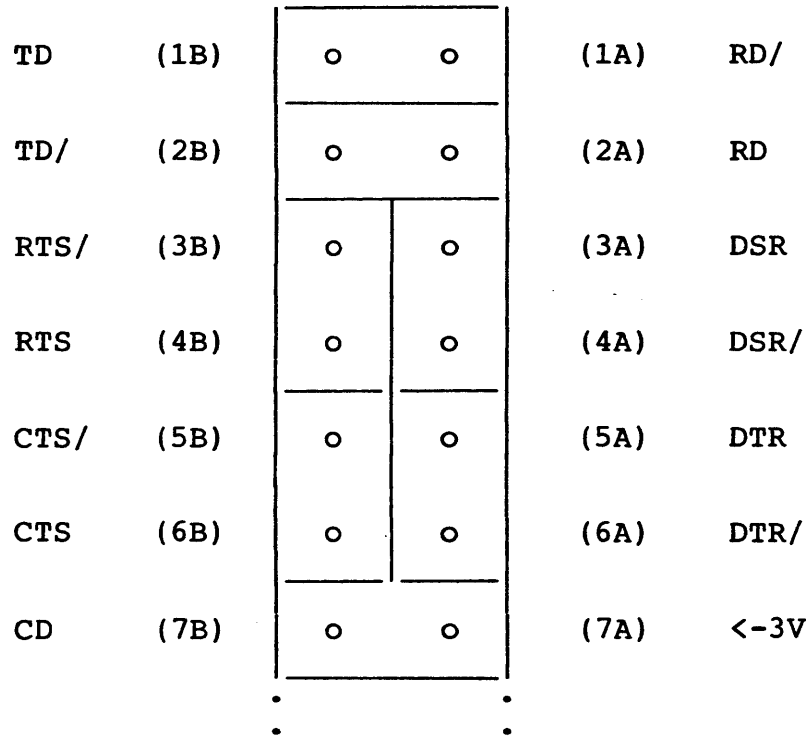 TD (1B) (1A) RD/
TD/ (2B) (2A) RD
RTS/ (3B) (3A) DSR
RTS (4B) (4A) DSR/
CTS/ (5B) (5A) DTR
CTS (6B) (6A) DTR/
CD (7B) (7A) <-3V